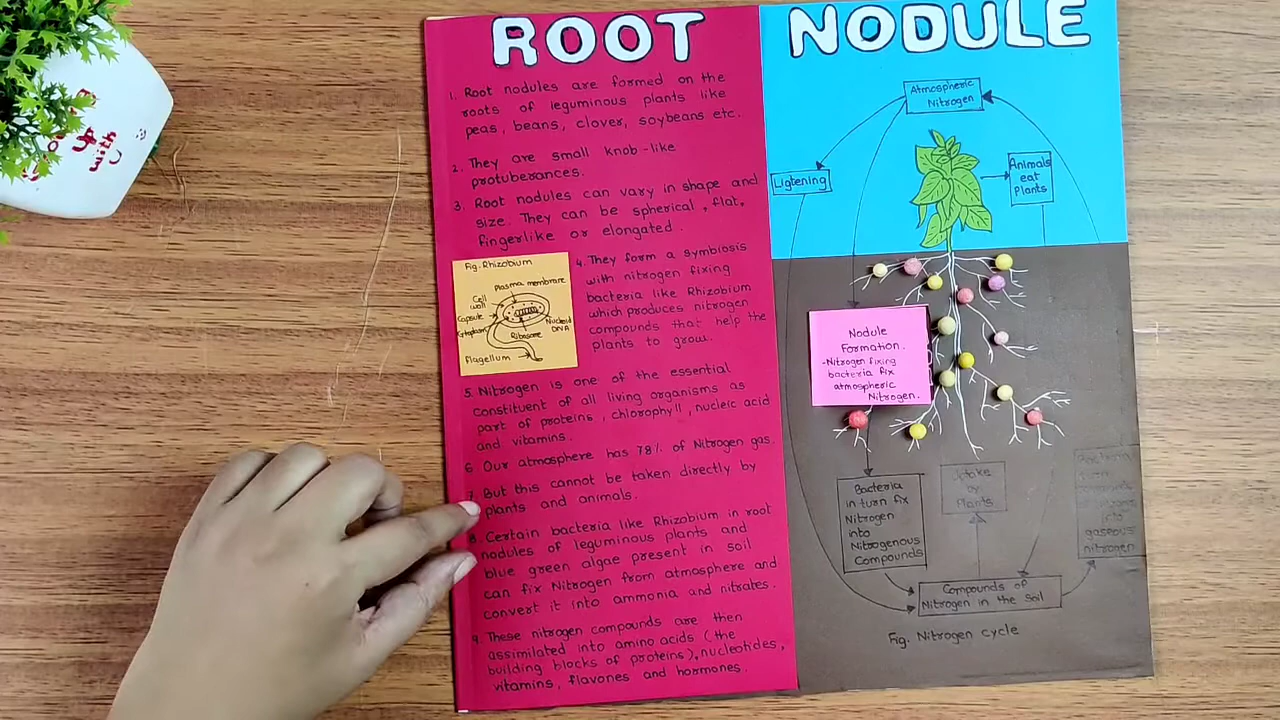 ROOT NODULE
1. Root nodules are formed on the
roots of leguminous plants like
peas, beans, clover, soybeans etc.
2. They are small knob-like
protuberances.
3. Root nodules can vary in shape and
size. They can be spherical, flat,
fingerlike or elongated.
Fig. Rhizobium
Plasma membrane
Cell
wall
Capsule
Cytoplasm
Nucleoid
DNA
Ribosome
Flagellum
4. They form a symbiosis
with nitrogen fixing
bacteria like Rhizobium
which produces nitrogen
compounds that help the
plants to grow.
5. Nitrogen is one of the essential
constituent of all living organisms as
part of proteins, chlorophyll, nucleic acid
and vitamins.
6. Our atmosphere has 78% of Nitrogen gas.
7. But this cannot be taken directly by
plants and animals.
8. Certain bacteria like Rhizobium in root
nodules of leguminous plants and
blue green algae present in soil
can fix Nitrogen from atmosphere and
convert it into ammonia and nitrates.
9. These nitrogen compounds are then
assimilated into amino acids (the
building blocks of proteins), nucleotides,
vitamins, flavones and hormones.
Atmospheric
Nitrogen
Ligtening
Animals
eat
Plants
Nodule
Formation.
-Nitrogen fixing
bacteria fix
atmospheric
Nitrogen.
Bacteria
in turn fix
Nitrogen
into
Nitrogenous
Compounds
Uptake
by
Plants
into
gaseous
nitrogen
Compounds of
Nitrogen in the Soil
Fig. Nitrogen cycle
with